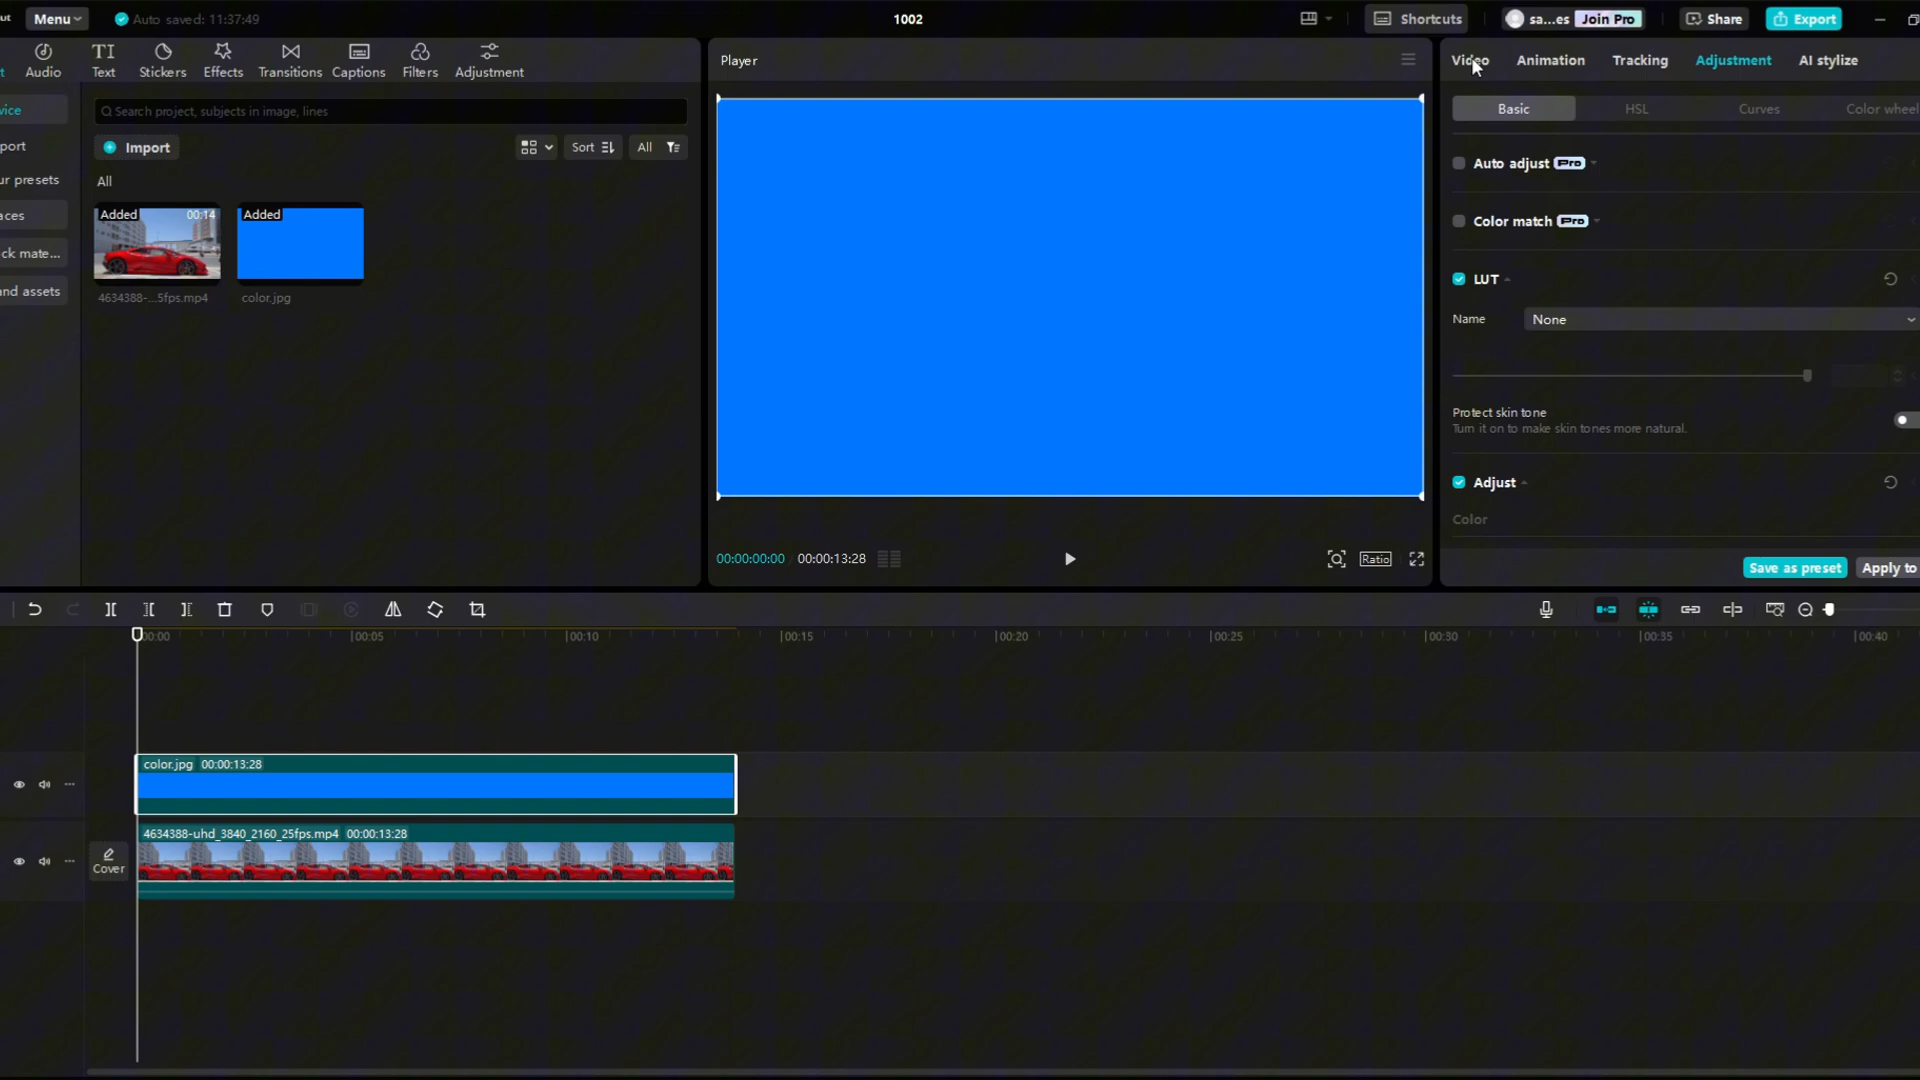 ut Menu Auto saved: 11:37:49 1002 Shortcuts sa...es Join Pro Share Export
t Audio Text Stickers Effects Transitions Captions Filters Adjustment
TI
Player
Video Animation Tracking Adjustment AI stylize
vice
Search project, subjects in image, lines
Basic HSL Curves Color wheel
port
Import Sort All
ur presets
All
aces
Added 00:14 Added
ck mate...
nd assets
4634388-...5fps.mp4 color.jpg
Auto adjust Pro
Color match Pro
LUT
Name None
Protect skin tone
Turn it on to make skin tones more natural.
Adjust
Color
00:00:00:00 00:00:13:28 Ratio
Save as preset Apply to
00:00 00:05 00:10 00:15 00:20 00:25 00:30 00:35 00:40
color.jpg 00:00:13:28
4634388-uhd_3840_2160_25fps.mp4 00:00:13:28
Cover